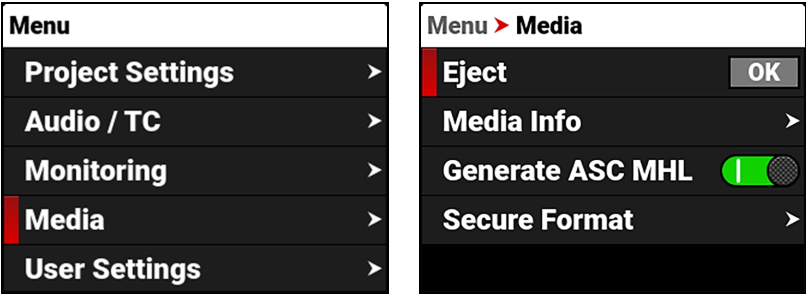 Menu
Project Settings
Audio / TC
Monitoring
Media
User Settings
Menu ➤ Media
Eject OK
Media Info
Generate ASC MHL
Secure Format